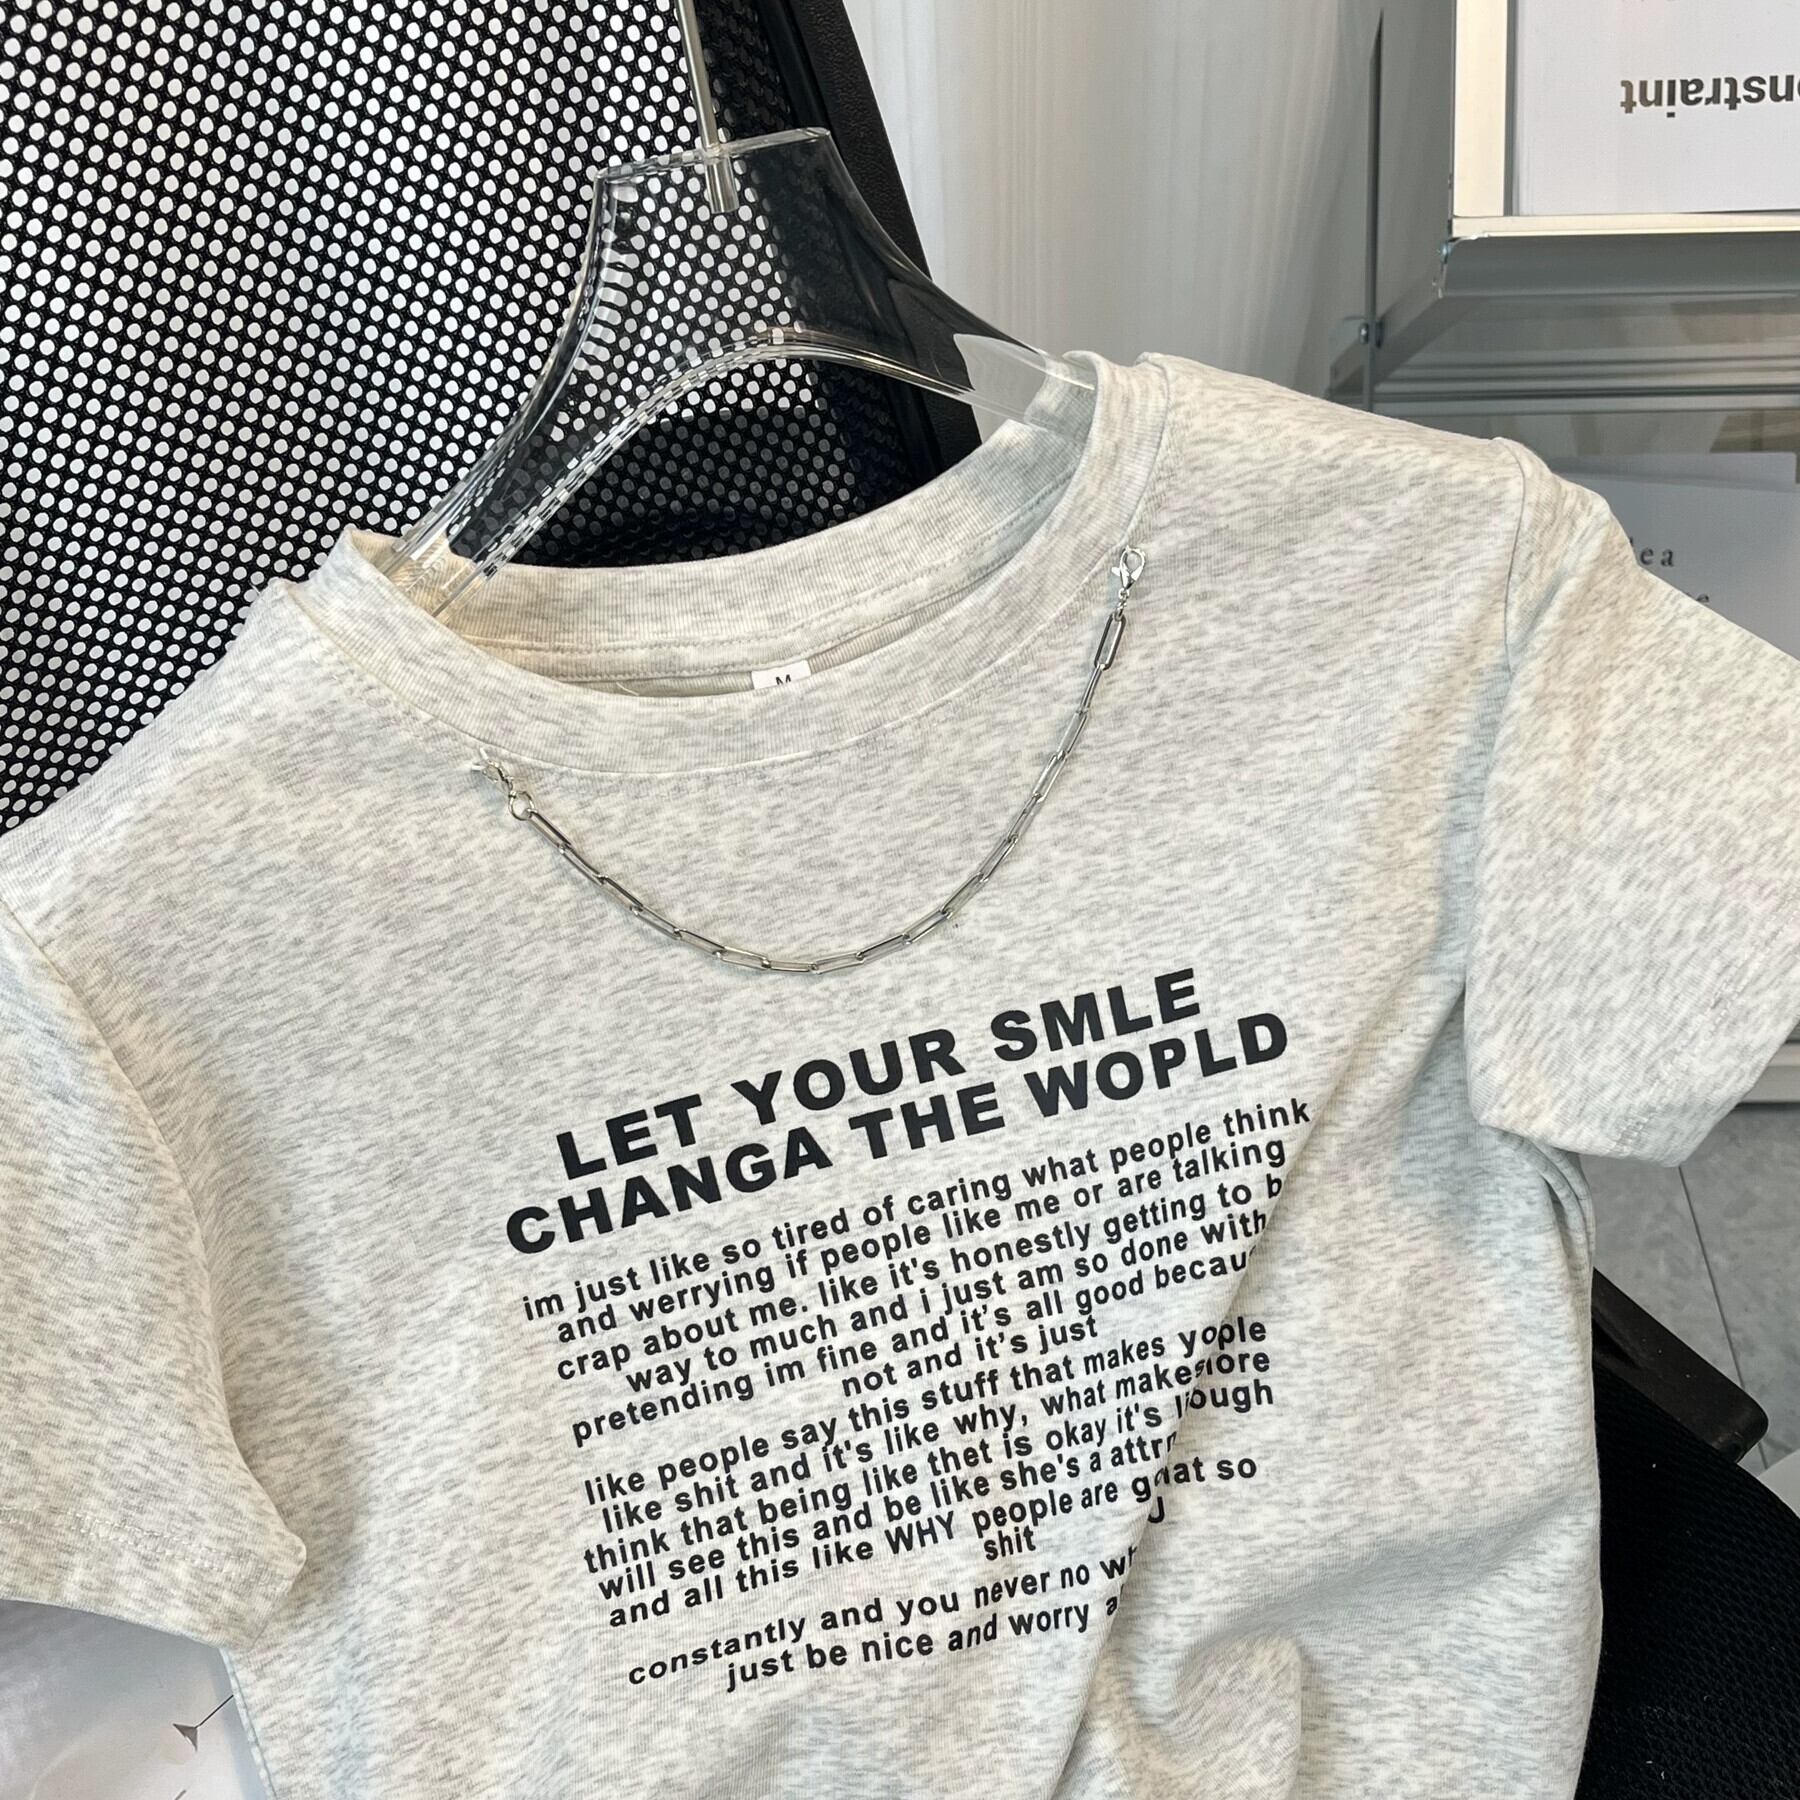 onstraint
M
LET YOUR SMLE
CHANGA THE WOPLD
im just like so tired of caring what people think
and werrying if people like me or are talking
crap about me. like it's honestly getting to b
way to much and i just am so done with
pretending im fine and it's all good becau
not and it's just
like people say this stuff that makes yople
like shit and it's like why, what makes ore
think that being like thet is okay it's ough
will see this and be like she's a attr
and all this like WHY people are g at so
shit
constantly and you never no wh
just be nice and worry a